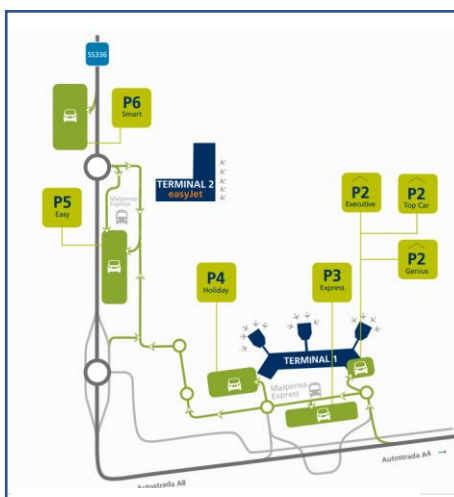 SS336
P6
Smart
TERMINAL 2
easyJet
Malpensa
Express
P5
Easy
P2
Executive
P2
Top Car
P2
Genius
P4
Holiday
P3
Express
TERMINAL 1
Malpensa
Express
Autostrada A4 →
Autostrada A8